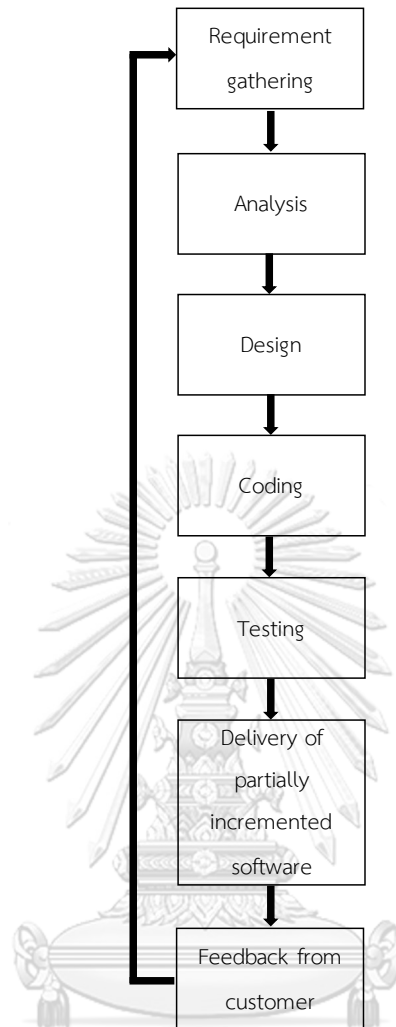 Requirement
gathering
Analysis
Design
Coding
Testing
Delivery of
partially
incremented
software
Feedback from
customer